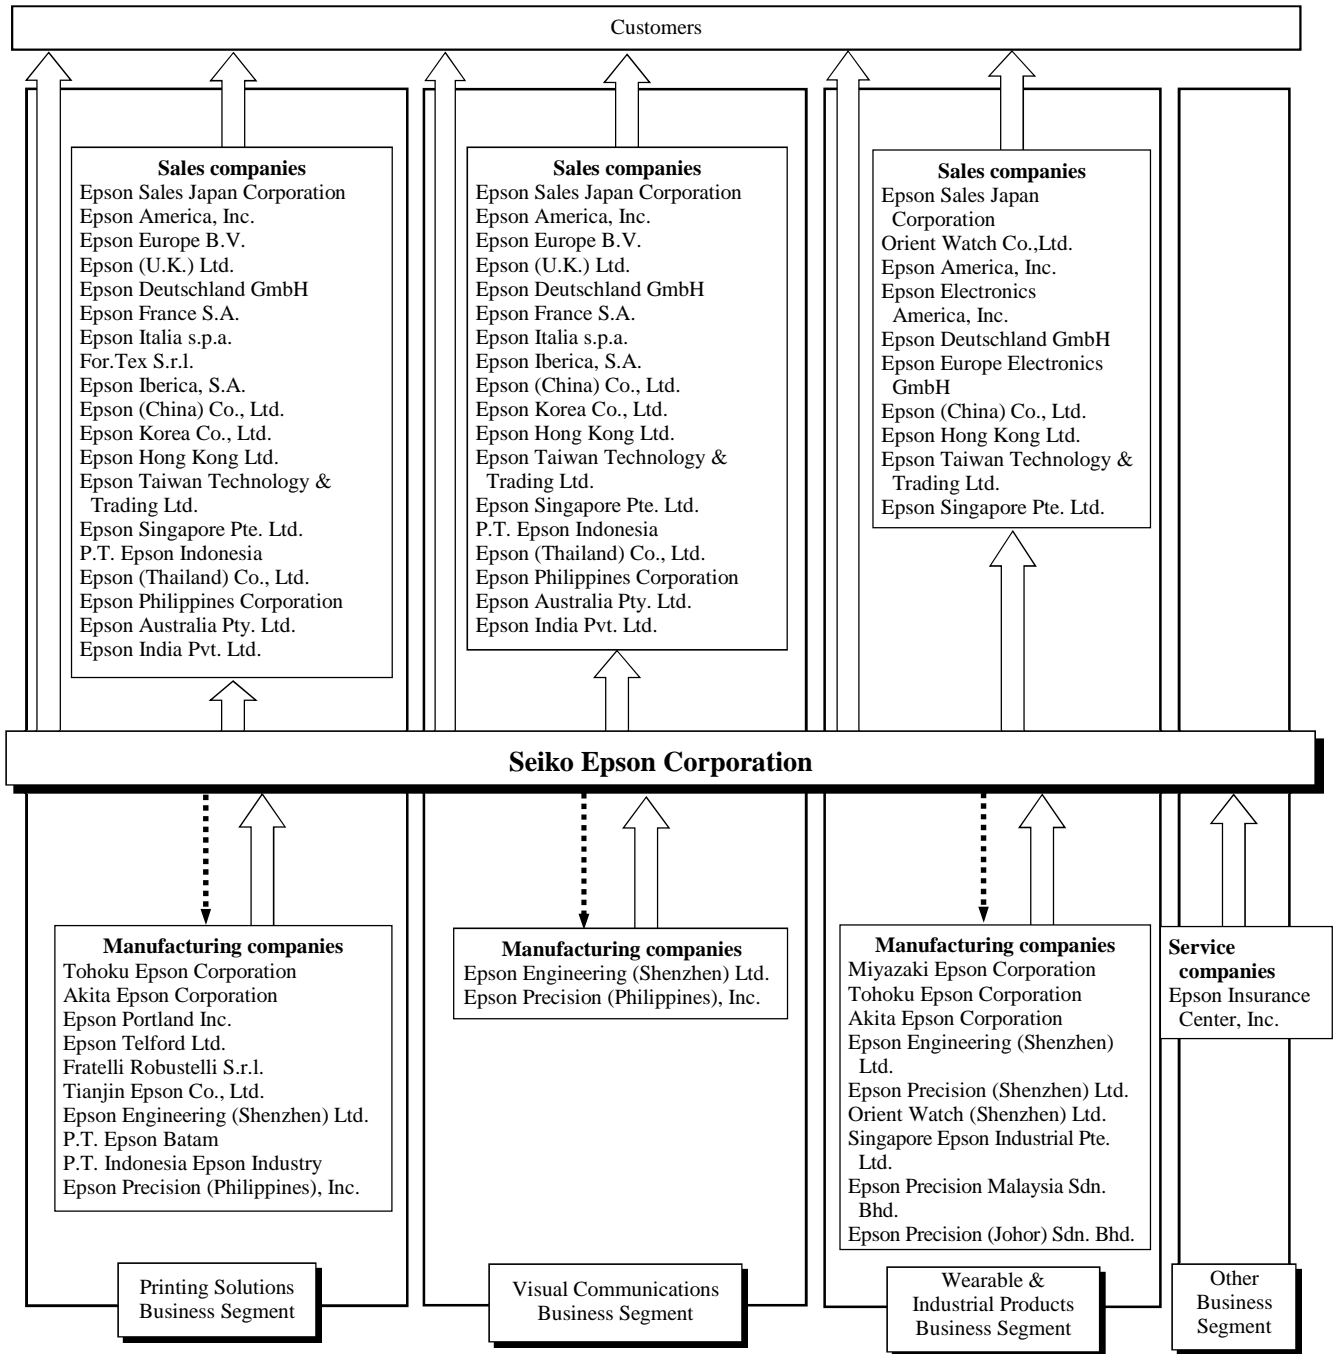 Customers
Sales companies
Epson Sales Japan Corporation
Epson America, Inc.
Epson Europe B.V.
Epson (U.K.) Ltd.
Epson Deutschland GmbH
Epson France S.A.
Epson Italia s.p.a.
For.Tex S.r.l.
Epson Iberica, S.A.
Epson (China) Co., Ltd.
Epson Korea Co., Ltd.
Epson Hong Kong Ltd.
Epson Taiwan Technology &
Trading Ltd.
Epson Singapore Pte. Ltd.
P.T. Epson Indonesia
Epson (Thailand) Co., Ltd.
Epson Philippines Corporation
Epson Australia Pty. Ltd.
Epson India Pvt. Ltd.
Sales companies
Epson Sales Japan Corporation
Epson America, Inc.
Epson Europe B.V.
Epson (U.K.) Ltd.
Epson Deutschland GmbH
Epson France S.A.
Epson Italia s.p.a.
Epson Iberica, S.A.
Epson (China) Co., Ltd.
Epson Korea Co., Ltd.
Epson Hong Kong Ltd.
Epson Taiwan Technology &
Trading Ltd.
Epson Singapore Pte. Ltd.
P.T. Epson Indonesia
Epson (Thailand) Co., Ltd.
Epson Philippines Corporation
Epson Australia Pty. Ltd.
Epson India Pvt. Ltd.
Sales companies
Epson Sales Japan
Corporation
Orient Watch Co.,Ltd.
Epson America, Inc.
Epson Electronics
America, Inc.
Epson Deutschland GmbH
Epson Europe Electronics
GmbH
Epson (China) Co., Ltd.
Epson Hong Kong Ltd.
Epson Taiwan Technology &
Trading Ltd.
Epson Singapore Pte. Ltd.
Seiko Epson Corporation
Manufacturing companies
Tohoku Epson Corporation
Akita Epson Corporation
Epson Portland Inc.
Epson Telford Ltd.
Fratelli Robustelli S.r.l.
Tianjin Epson Co., Ltd.
Epson Engineering (Shenzhen) Ltd.
P.T. Epson Batam
P.T. Indonesia Epson Industry
Epson Precision (Philippines), Inc.
Manufacturing companies
Epson Engineering (Shenzhen) Ltd.
Epson Precision (Philippines), Inc.
Manufacturing companies
Miyazaki Epson Corporation
Tohoku Epson Corporation
Akita Epson Corporation
Epson Engineering (Shenzhen)
Ltd.
Epson Precision (Shenzhen) Ltd.
Orient Watch (Shenzhen) Ltd.
Singapore Epson Industrial Pte.
Ltd.
Epson Precision Malaysia Sdn.
Bhd.
Epson Precision (Johor) Sdn. Bhd.
Service
companies
Epson Insurance
Center, Inc.
Printing Solutions
Business Segment
Visual Communications
Business Segment
Wearable &
Industrial Products
Business Segment
Other
Business
Segment